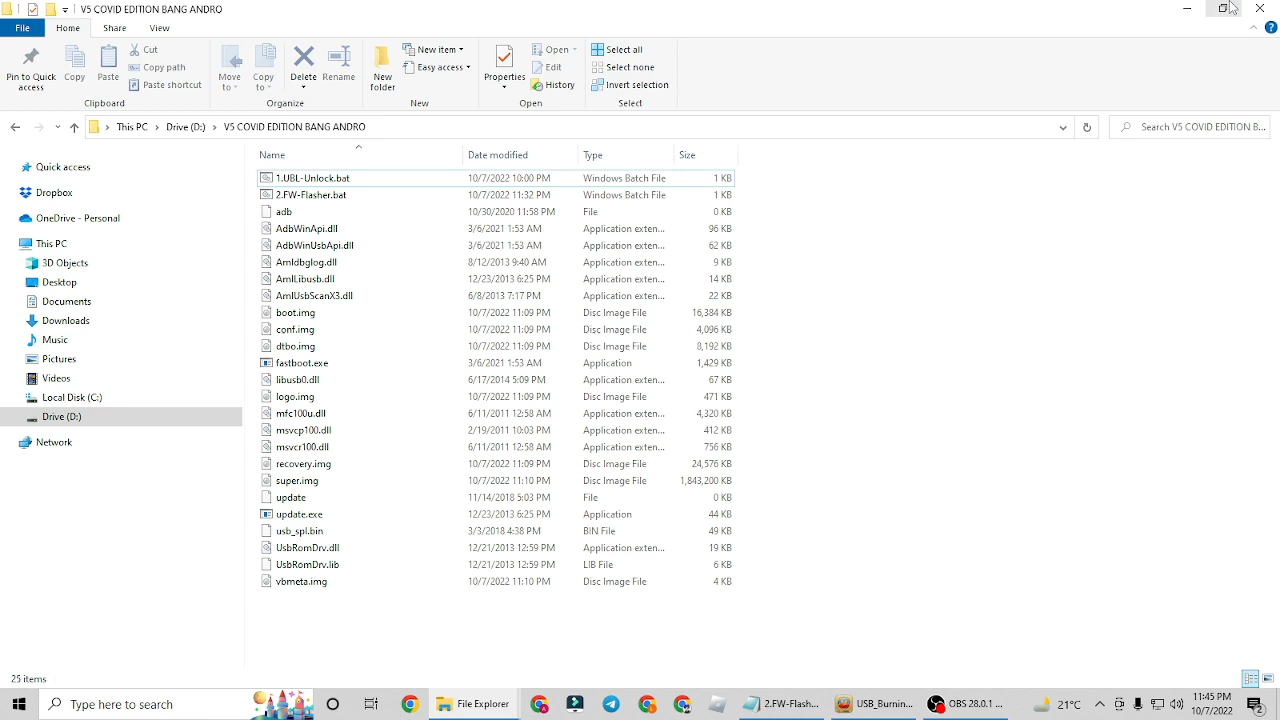 V5 COVID EDITION BANG ANDRO
File Home Share View
Pin to Quick access
Copy
Paste
Cut
Copy path
Paste shortcut
Clipboard
Move to
Copy to
Delete
Rename
Organize
New folder
New item
Easy access
New
Properties
Open
Edit
History
Open
Select all
Select none
Invert selection
Select
This PC > Drive (D:) > V5 COVID EDITION BANG ANDRO
Search V5 COVID EDITION B...
Quick access
Dropbox
OneDrive - Personal
This PC
3D Objects
Desktop
Documents
Downloads
Music
Pictures
Videos
Local Disk (C:)
Drive (D:)
Network
Name Date modified Type Size
1.UBL-Unlock.bat 10/7/2022 10:00 PM Windows Batch File 1 KB
2.FW-Flasher.bat 10/7/2022 11:32 PM Windows Batch File 1 KB
adb 10/30/2020 11:58 PM File 0 KB
AdbWinApi.dll 3/6/2021 1:53 AM Application exten... 96 KB
AdbWinUsbApi.dll 3/6/2021 1:53 AM Application exten... 62 KB
Amldbglog.dll 8/12/2013 9:40 AM Application exten... 9 KB
AmlLibusb.dll 12/23/2013 6:25 PM Application exten... 14 KB
AmlUsbScanX3.dll 6/8/2013 7:17 PM Application exten... 22 KB
boot.img 10/7/2022 11:09 PM Disc Image File 16,384 KB
conf.img 10/7/2022 11:09 PM Disc Image File 4,096 KB
dtbo.img 10/7/2022 11:09 PM Disc Image File 8,192 KB
fastboot.exe 3/6/2021 1:53 AM Application 1,429 KB
libusb0.dll 6/17/2014 5:09 PM Application exten... 67 KB
logo.img 10/7/2022 11:09 PM Disc Image File 471 KB
mfc100u.dll 6/11/2011 12:58 AM Application exten... 4,320 KB
msvcp100.dll 2/19/2011 10:03 PM Application exten... 412 KB
msvcr100.dll 6/11/2011 12:58 AM Application exten... 756 KB
recovery.img 10/7/2022 11:09 PM Disc Image File 24,576 KB
super.img 10/7/2022 11:10 PM Disc Image File 1,843,200 KB
update 11/14/2018 5:03 PM File 0 KB
update.exe 12/23/2013 6:25 PM Application 44 KB
usb_spl.bin 3/3/2018 4:38 PM BIN File 49 KB
UsbRomDrv.dll 12/21/2013 12:59 PM Application exten... 19 KB
UsbRomDrv.lib 12/21/2013 12:59 PM LIB File 6 KB
vbmeta.img 10/7/2022 11:10 PM Disc Image File 4 KB
25 items
Type here to search
File Explorer
2.FW-Flash...
USB_Burnin...
OBS 28.0.1 ...
21°C
11:45 PM
10/7/2022
2